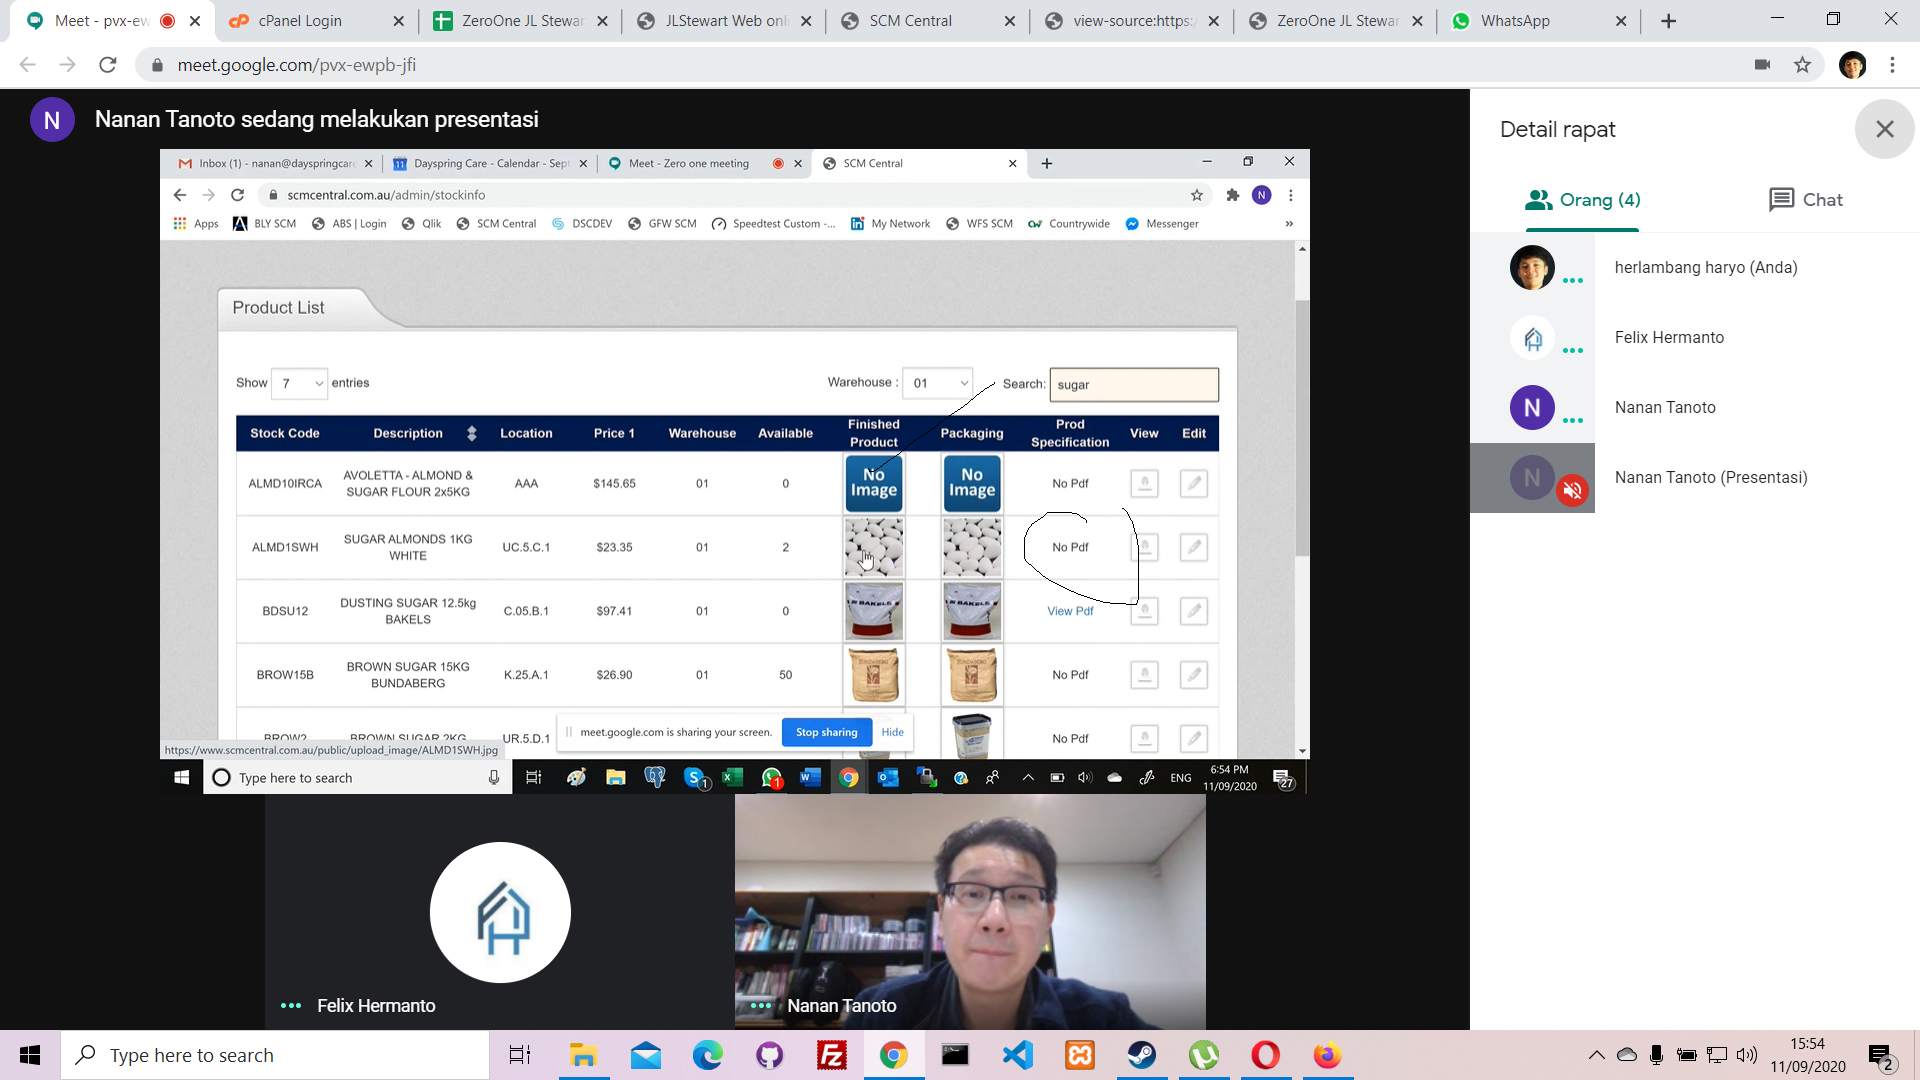 Meet - pvx-ew
cPanel Login
ZeroOne JL Stewar
JLStewart Web onl
SCM Central
view-source:https:/
ZeroOne JL Stewar
WhatsApp
meet.google.com/pvx-ewpb-jfi
N
Nanan Tanoto sedang melakukan presentasi
Inbox (1) - nanan@dayspringcare
Dayspring Care - Calendar - Sept
Meet - Zero one meeting
SCM Central
scmcentral.com.au/admin/stockinfo
N
Apps
BLY SCM
ABS | Login
Qlik
SCM Central
DSCDEV
GFW SCM
Speedtest Custom -...
My Network
WFS SCM
Countrywide
Messenger
»
Product List
Show 7 entries
Warehouse : 01
Search: sugar
Stock Code Description Location Price 1 Warehouse Available Finished Product Packaging Prod Specification View Edit
ALMD10IRCA AVOLETTA - ALMOND & SUGAR FLOUR 2x5KG AAA $145.65 01 0 No Image No Image No Pdf
ALMD1SWH SUGAR ALMONDS 1KG WHITE UC.5.C.1 $23.35 01 2 No Pdf
BDSU12 DUSTING SUGAR 12.5kg BAKELS C.05.B.1 $97.41 01 0 BAKELS BAKELS View Pdf
BROW15B BROWN SUGAR 15KG BUNDABERG K.25.A.1 $26.90 01 50 No Pdf
BROW2 BROWN SUGAR 2KG UR.5.D.1 No Pdf
meet.google.com is sharing your screen.
Stop sharing
Hide
https://www.scmcentral.com.au/public/upload_image/ALMD1SWH.jpg
Type here to search
1
1
ENG
6:54 PM
11/09/2020
27
Felix Hermanto
Nanan Tanoto
Detail rapat
Orang (4)
Chat
herlambang haryo (Anda)
Felix Hermanto
N
Nanan Tanoto
N
Nanan Tanoto (Presentasi)
Type here to search
15:54
11/09/2020
2